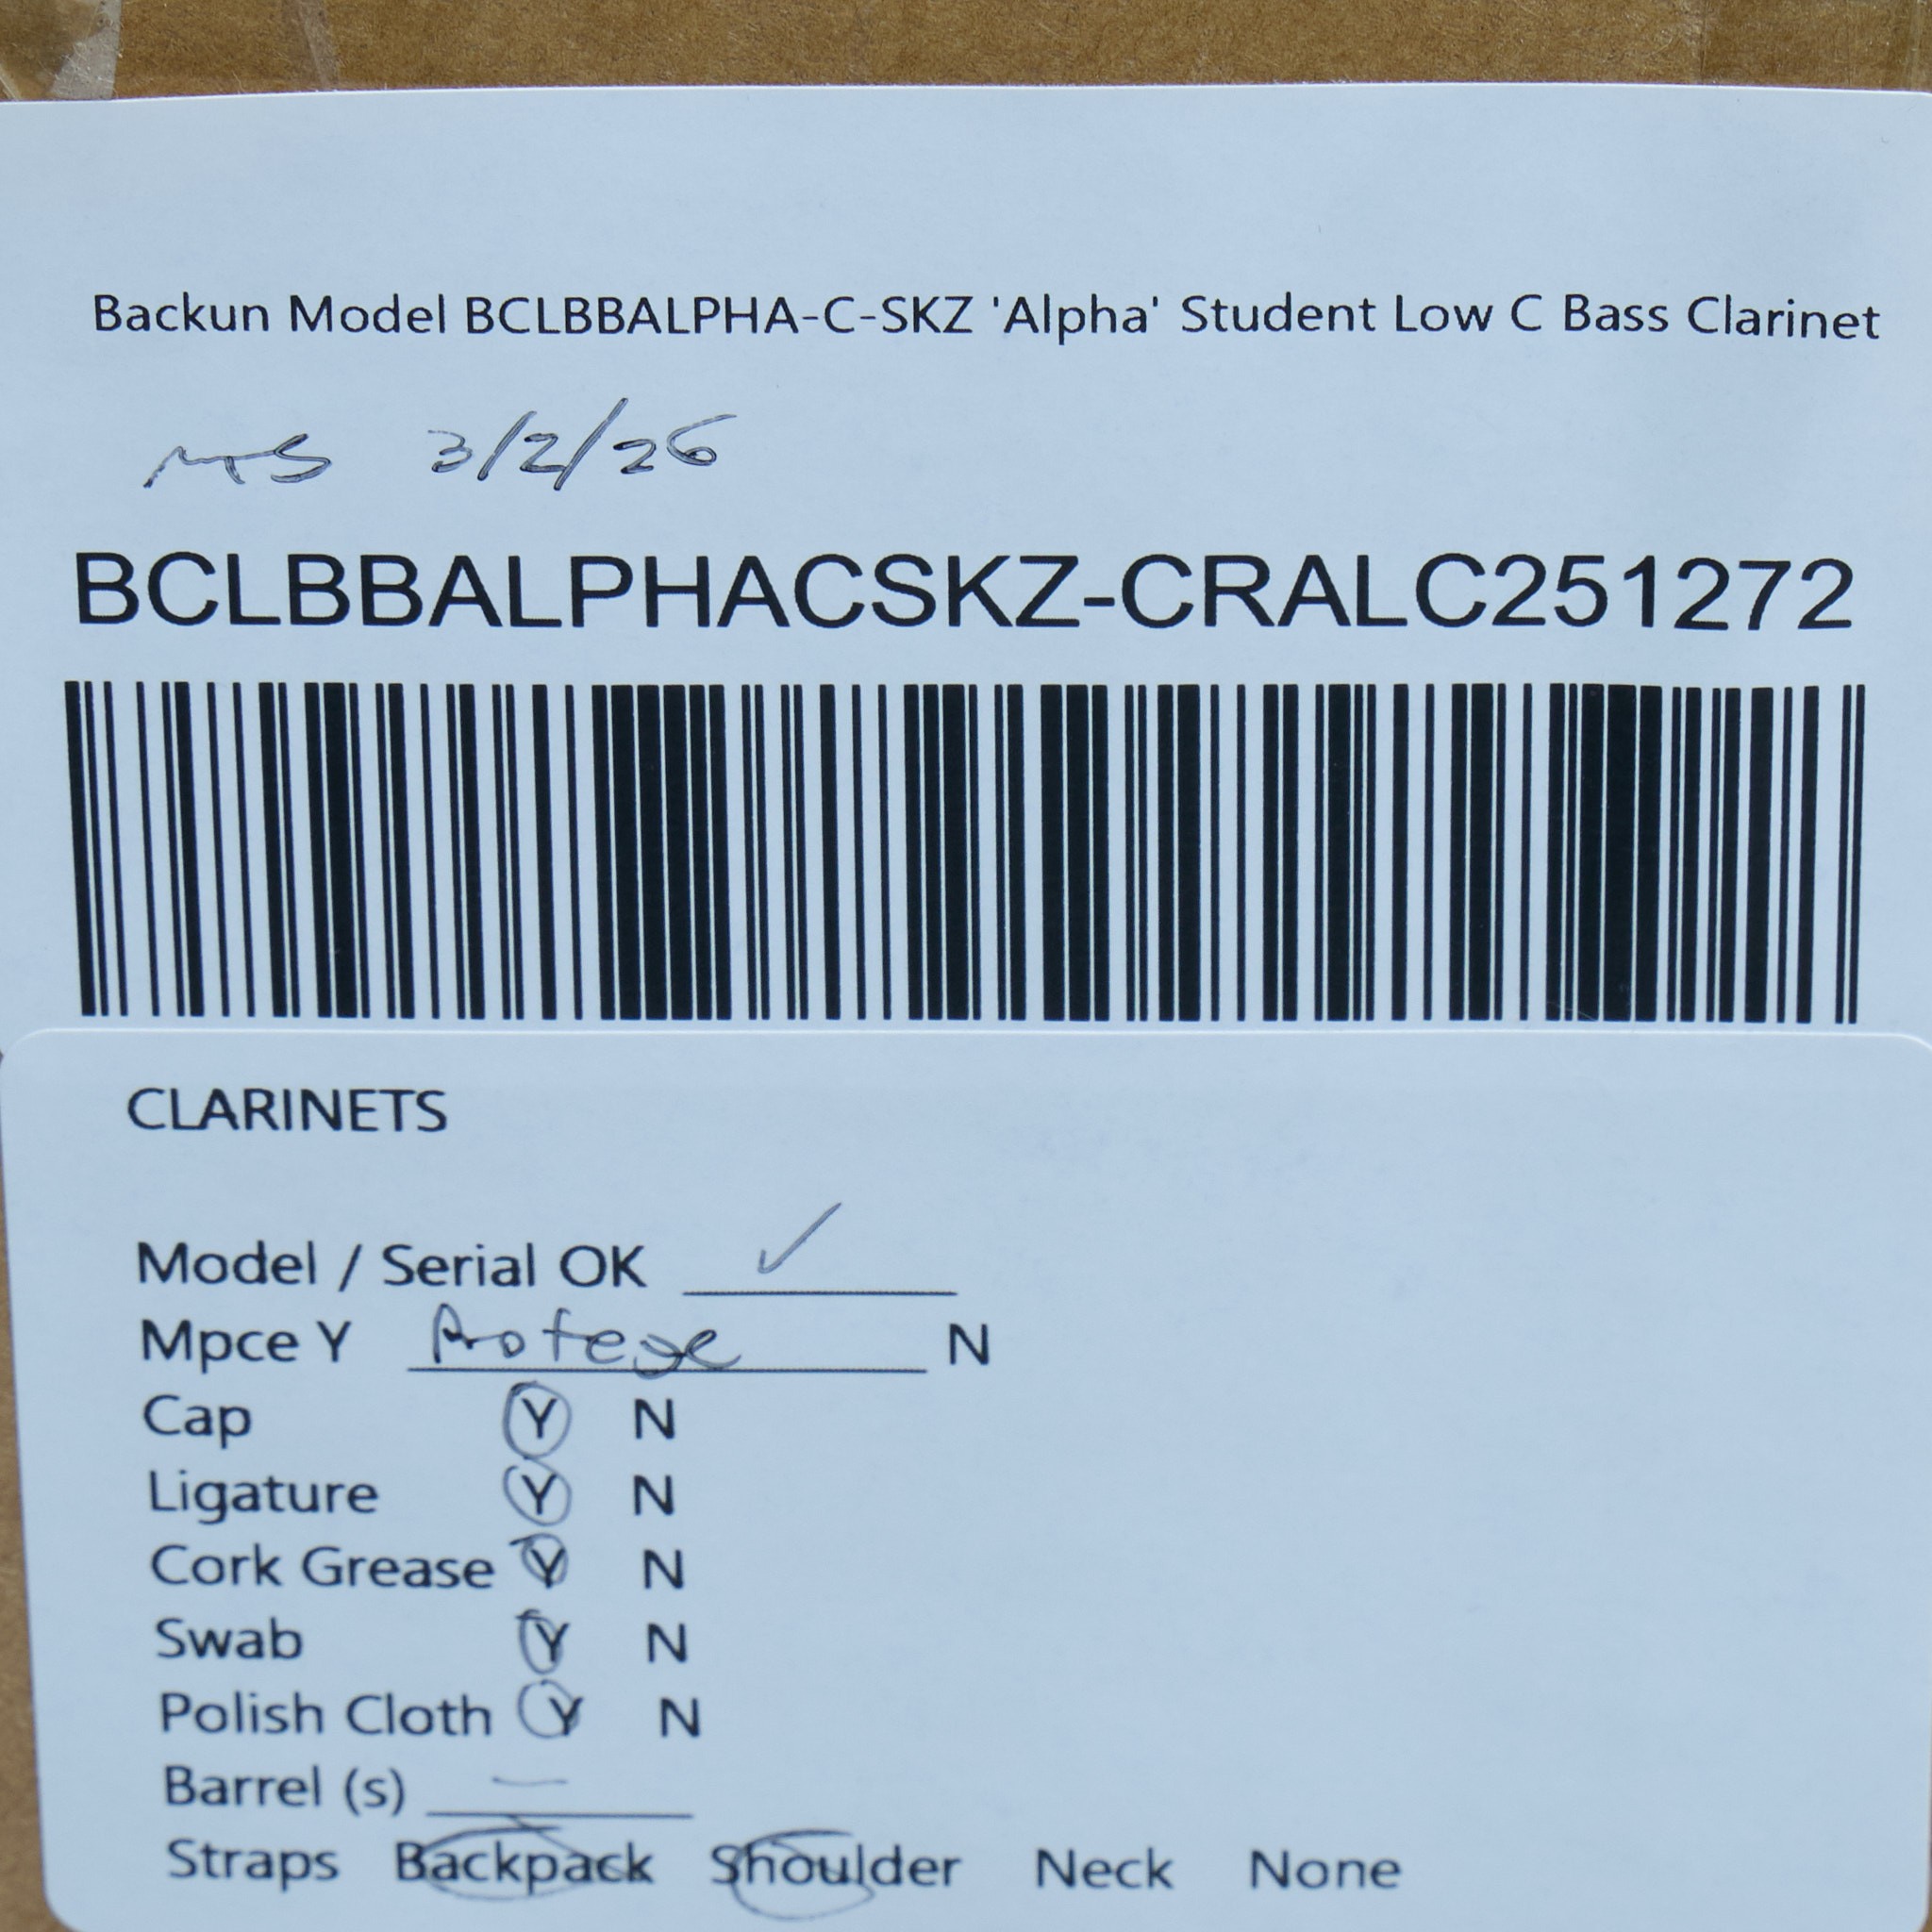 Backun Model BCLBBALPHA-C-SKZ 'Alpha' Student Low C Bass Clarinet
MS 3/2/26
BCLBBALPHACSKZ-CRALC251272
CLARINETS
Model / Serial OK ✓
Mpce Y Protege N
Cap Y N
Ligature Y N
Cork Grease Y N
Swab Y N
Polish Cloth Y N
Barrel (s) —
Straps Backpack Shoulder Neck None